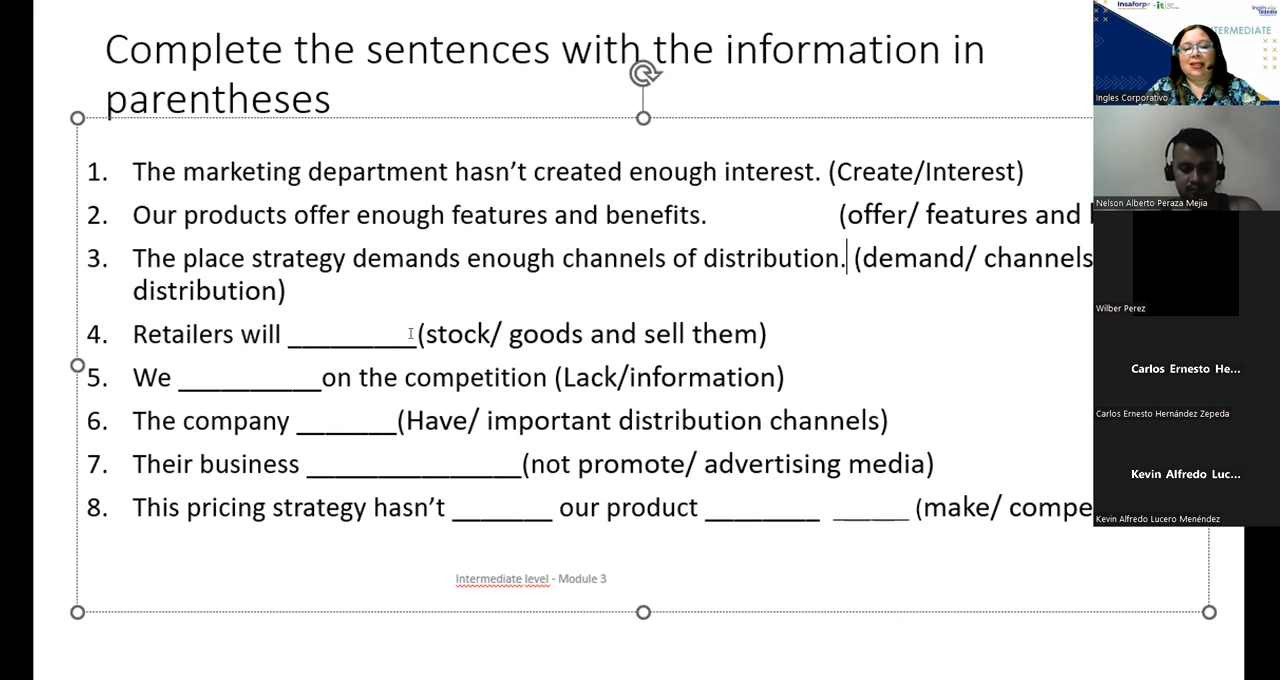 Complete the sentences with the information in
parentheses
1. The marketing department hasn't created enough interest. (Create/Interest)
2. Our products offer enough features and benefits. (offer/ features and
3. The place strategy demands enough channels of distribution. (demand/ channels
distribution)
4. Retailers will _________(stock/ goods and sell them)
5. We __________on the competition (Lack/information)
6. The company _______(Have/ important distribution channels)
7. Their business _______________(not promote/ advertising media)
8. This pricing strategy hasn't _______ our product ________ _____ (make/ compe
Intermediate level - Module 3
Insaforp
TERMEDIATE
Ingles Corporativo
Nelson Alberto Peraza Mejia
Wilber Perez
Carlos Ernesto He...
Carlos Ernesto Hernández Zepeda
Kevin Alfredo Luc...
Kevin Alfredo Lucero Menéndez